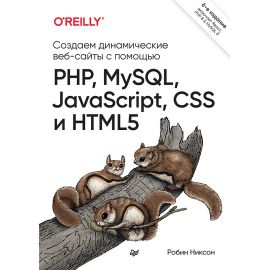 O'REILLY®
6-е издание
Создаем динамические
веб-сайты с помощью
PHP, MySQL,
JavaScript, CSS
и HTML5
Робин Никсон